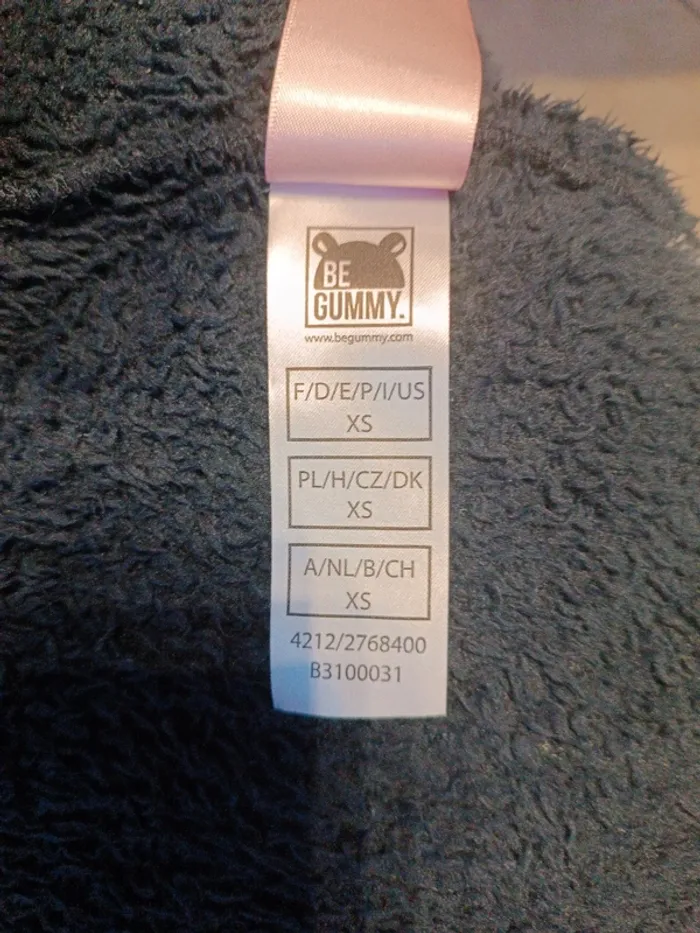 BE
GUMMY.
www.begummy.com
F/D/E/P/I/US
XS
PL/H/CZ/DK
XS
A/NL/B/CH
XS
4212/2768400
B3100031